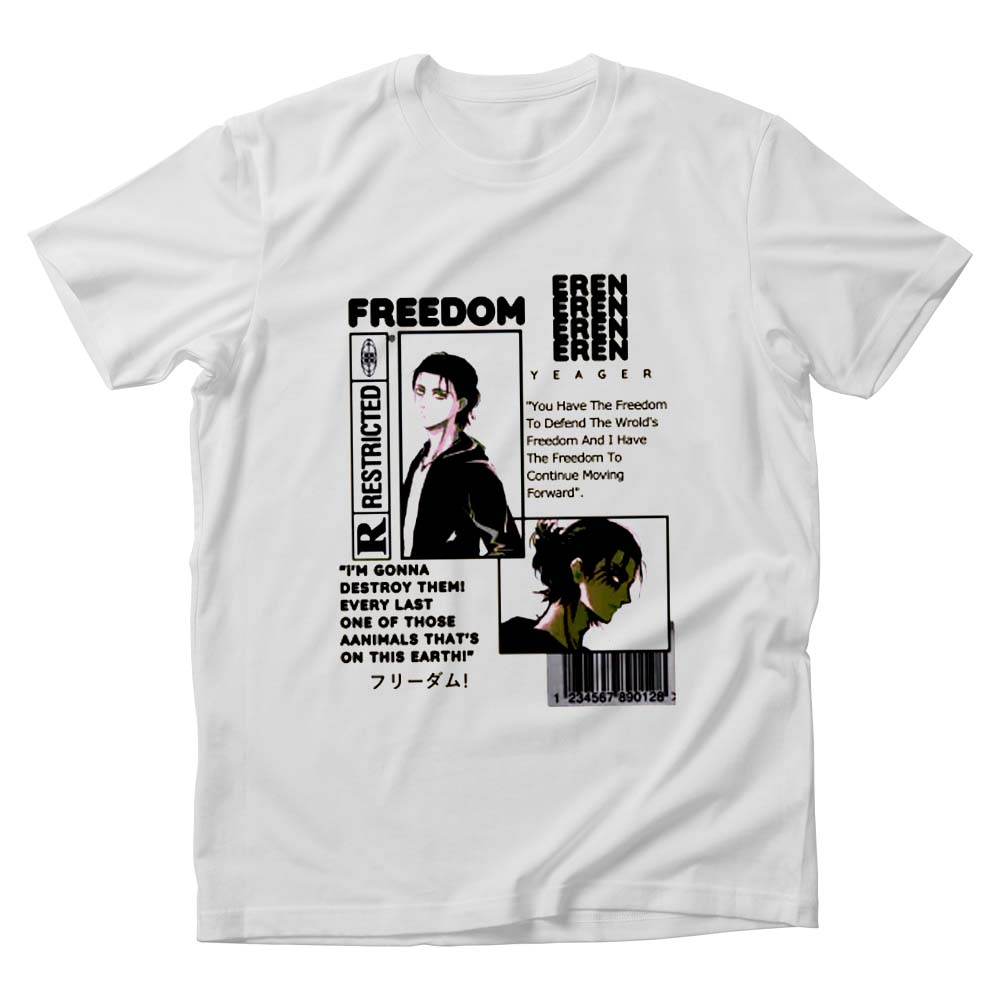 FREEDOM
EREN
EREN
EREN
EREN
YEAGER
R RESTRICTED
"You Have The Freedom
To Defend The Wrold's
Freedom And I Have
The Freedom To
Continue Moving
Forward".
"I'M GONNA
DESTROY THEM!
EVERY LAST
ONE OF THOSE
AANIMALS THAT'S
ON THIS EARTH!"
フリーダム!
1 234567 890128 >